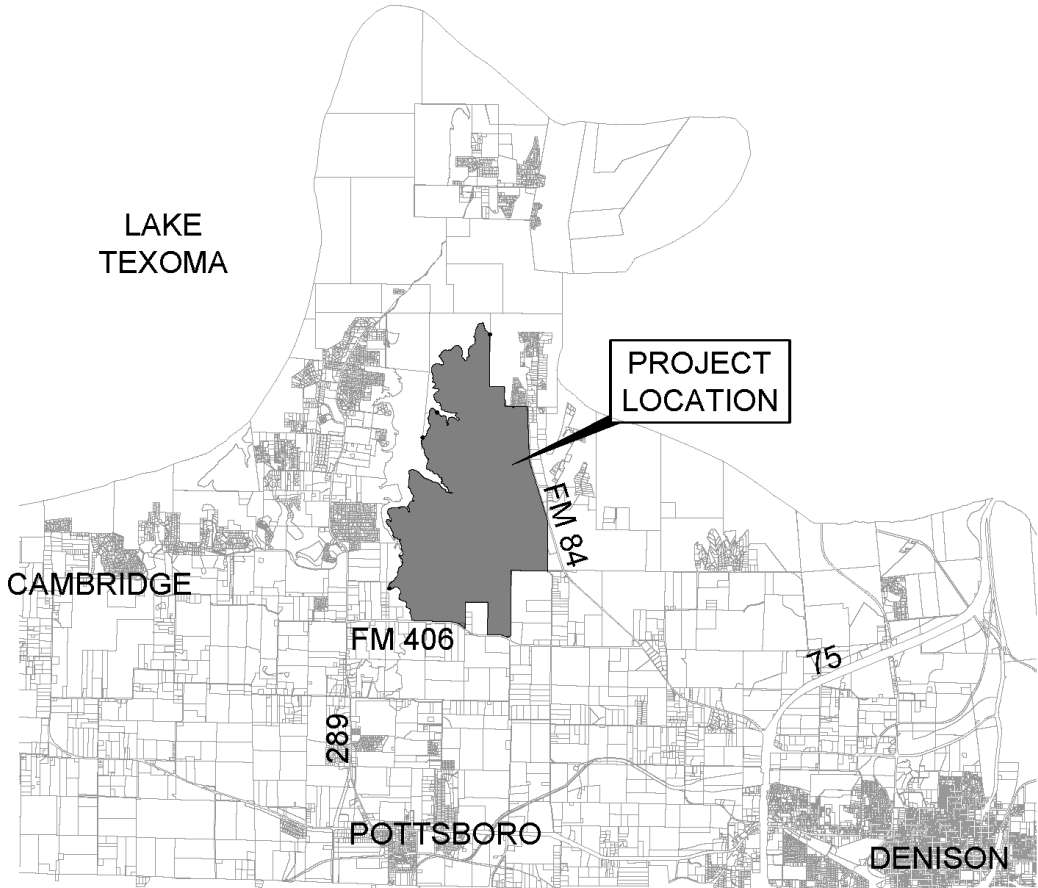 LAKE
TEXOMA
PROJECT
LOCATION
FM 84
CAMBRIDGE
FM 406
75
289
POTTSBORO
DENISON